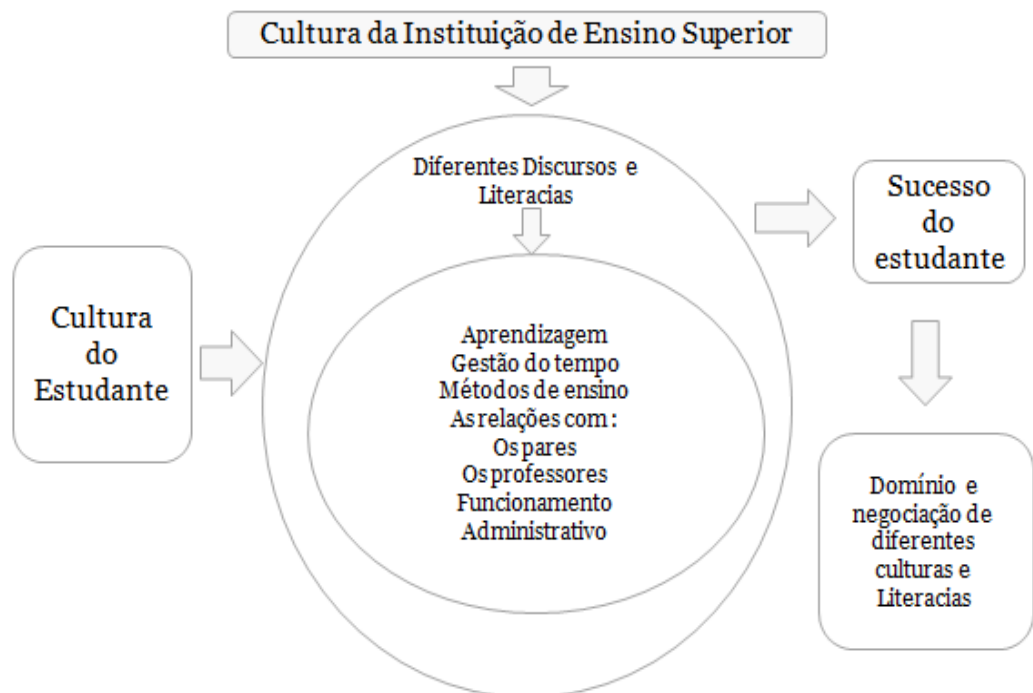 Cultura da Instituição de Ensino Superior
Diferentes Discursos e
Literacias
Cultura
do
Estudante
Aprendizagem
Gestão do tempo
Métodos de ensino
As relações com :
Os pares
Os professores
Funcionamento
Administrativo
Sucesso
do
estudante
Domínio e
negociação de
diferentes
culturas e
Literacias